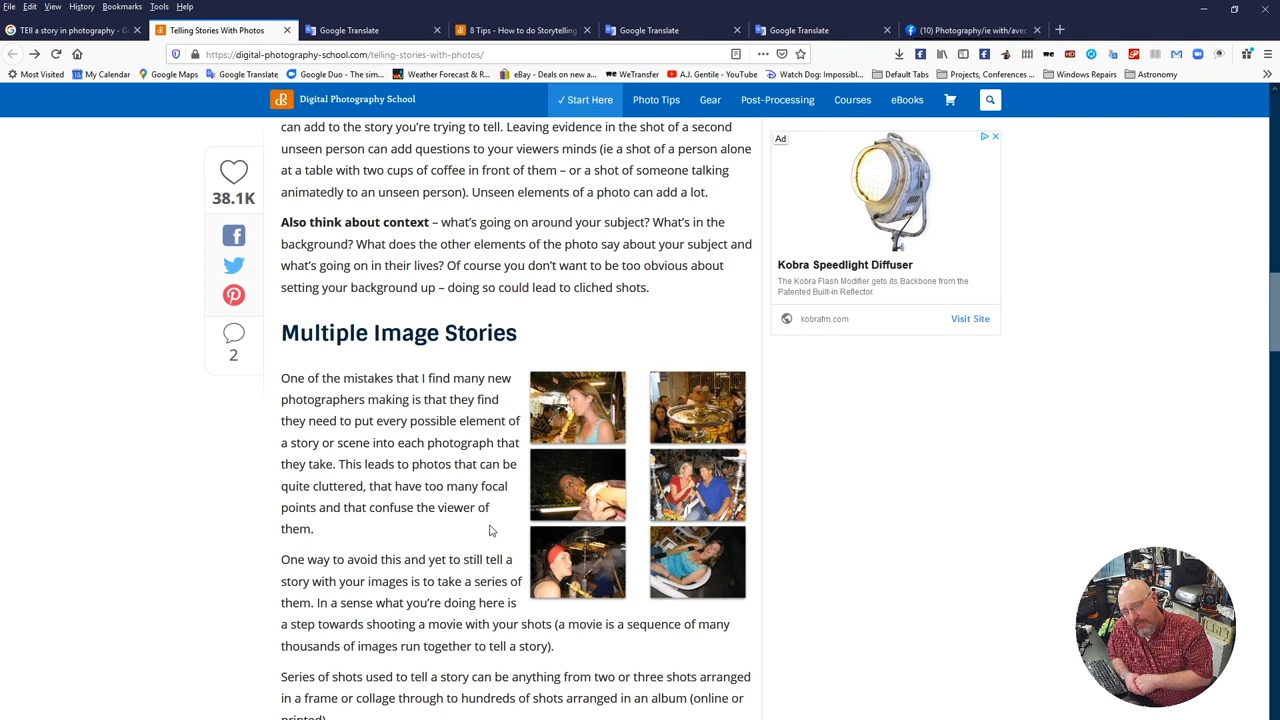 File Edit View History Bookmarks Tools Help
TEll a story in photography - G
Telling Stories With Photos
Google Translate
8 Tips - How to do Storytelling
Google Translate
Google Translate
(10) Photography/ie with/avec
https://digital-photography-school.com/telling-stories-with-photos/
Most Visited My Calendar Google Maps Google Translate Google Duo - The sim... Weather Forecast & R... eBay - Deals on new a... WeTransfer A.J. Gentile - YouTube Watch Dog: Impossibl... Default Tabs Projects, Conferences ... Windows Repairs Astronomy
dPS Digital Photography School
✓ Start Here Photo Tips Gear Post-Processing Courses eBooks
can add to the story you're trying to tell. Leaving evidence in the shot of a second
unseen person can add questions to your viewers minds (ie a shot of a person alone
at a table with two cups of coffee in front of them – or a shot of someone talking
animatedly to an unseen person). Unseen elements of a photo can add a lot.
Also think about context – what's going on around your subject? What's in the
background? What does the other elements of the photo say about your subject and
what's going on in their lives? Of course you don't want to be too obvious about
setting your background up – doing so could lead to cliched shots.
38.1K
2
Multiple Image Stories
One of the mistakes that I find many new
photographers making is that they find
they need to put every possible element of
a story or scene into each photograph that
they take. This leads to photos that can be
quite cluttered, that have too many focal
points and that confuse the viewer of
them.
One way to avoid this and yet to still tell a
story with your images is to take a series of
them. In a sense what you're doing here is
a step towards shooting a movie with your shots (a movie is a sequence of many
thousands of images run together to tell a story).
Series of shots used to tell a story can be anything from two or three shots arranged
in a frame or collage through to hundreds of shots arranged in an album (online or
printed).
Ad
Kobra Speedlight Diffuser
The Kobra Flash Modifier gets its Backbone from the
Patented Built-in Reflector.
kobrafm.com Visit Site